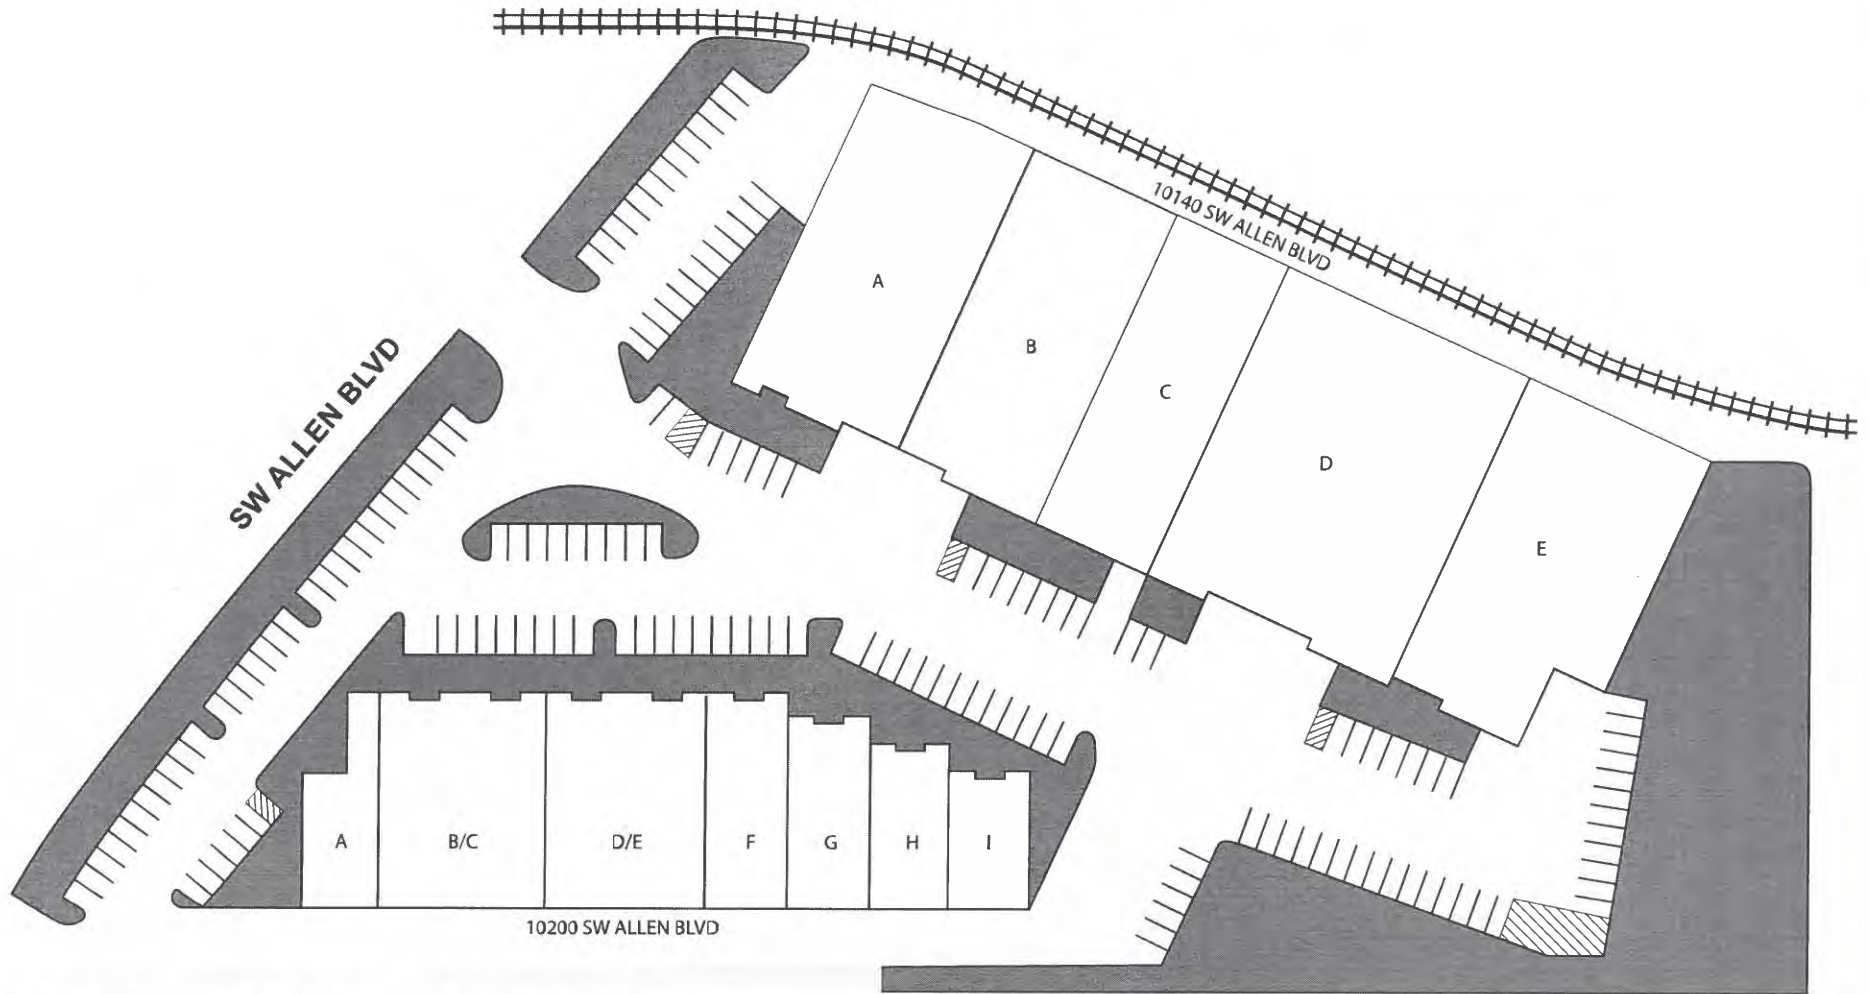 10140 SW ALLEN BLVD
A
B
C
D
E
SW ALLEN BLVD
A
B/C
D/E
F
G
H
I
10200 SW ALLEN BLVD